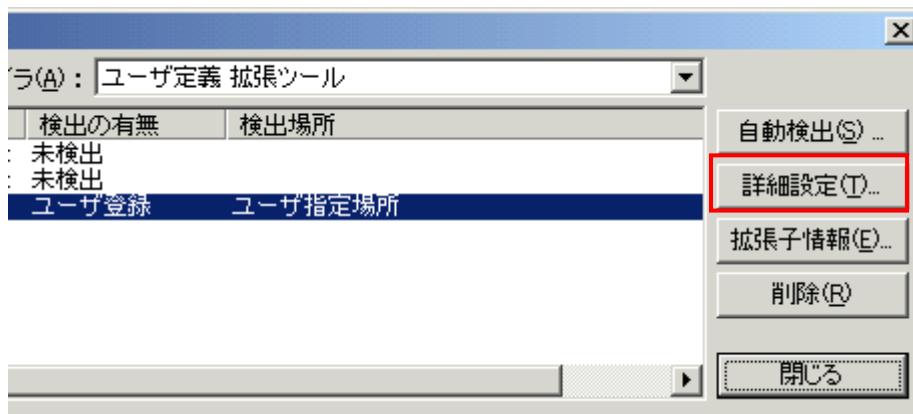 ラ(A)： ユーザ定義 拡張ツール
検出の有無 検出場所
未検出
未検出
ユーザ登録 ユーザ指定場所
自動検出(S) ...
詳細設定(T)...
拡張子情報(E)...
削除(R)
閉じる